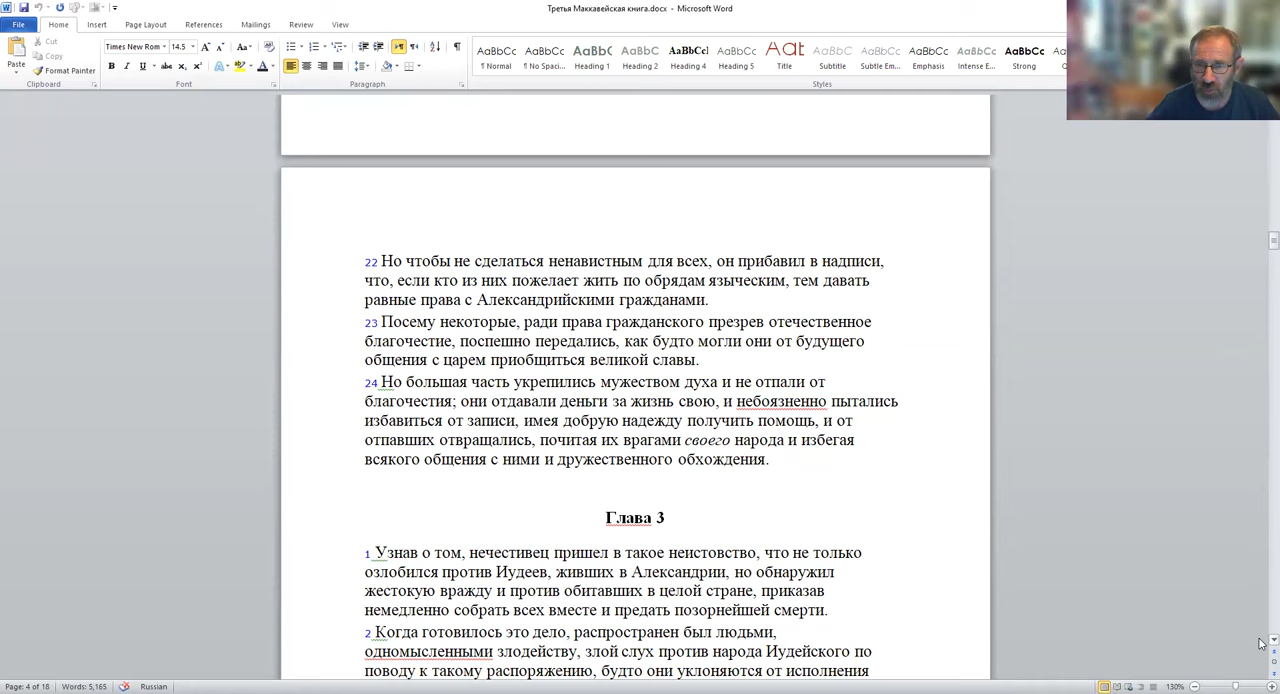 Третья Маккавейская книга.docx - Microsoft Word
File Home Insert Page Layout References Mailings Review View
Cut
Copy
Format Painter
Paste
Times New Rom 14.5
Clipboard Font Paragraph Styles
AaBbCc AaBbCc AaBbC AaBbC AaBbCcI AaBbCc Aat AaBbCc AaBbCc AaBbCc AaBbCc AaBbCc
¶ Normal ¶ No Spaci... Heading 1 Heading 2 Heading 4 Heading 5 Title Subtitle Subtle Em... Emphasis Intense E... Strong
22 Но чтобы не сделаться ненавистным для всех, он прибавил в надписи,
что, если кто из них пожелает жить по обрядам языческим, тем давать
равные права с Александрийскими гражданами.
23 Посему некоторые, ради права гражданского презрев отечественное
благочестие, поспешно передались, как будто могли они от будущего
общения с царем приобщиться великой славы.
24 Но большая часть укрепились мужеством духа и не отпали от
благочестия; они отдавали деньги за жизнь свою, и небоязненно пытались
избавиться от записи, имея добрую надежду получить помощь, и от
отпавших отвращались, почитая их врагами своего народа и избегая
всякого общения с ними и дружественного обхождения.
Глава 3
1 Узнав о том, нечестивец пришел в такое неистовство, что не только
озлобился против Иудеев, живших в Александрии, но обнаружил
жестокую вражду и против обитавших в целой стране, приказав
немедленно собрать всех вместе и предать позорнейшей смерти.
2 Когда готовилось это дело, распространен был людьми,
одномысленными злодейству, злой слух против народа Иудейского по
поводу к такому распоряжению, будто они уклоняются от исполнения
Page: 4 of 18 Words: 5,165 Russian 130%